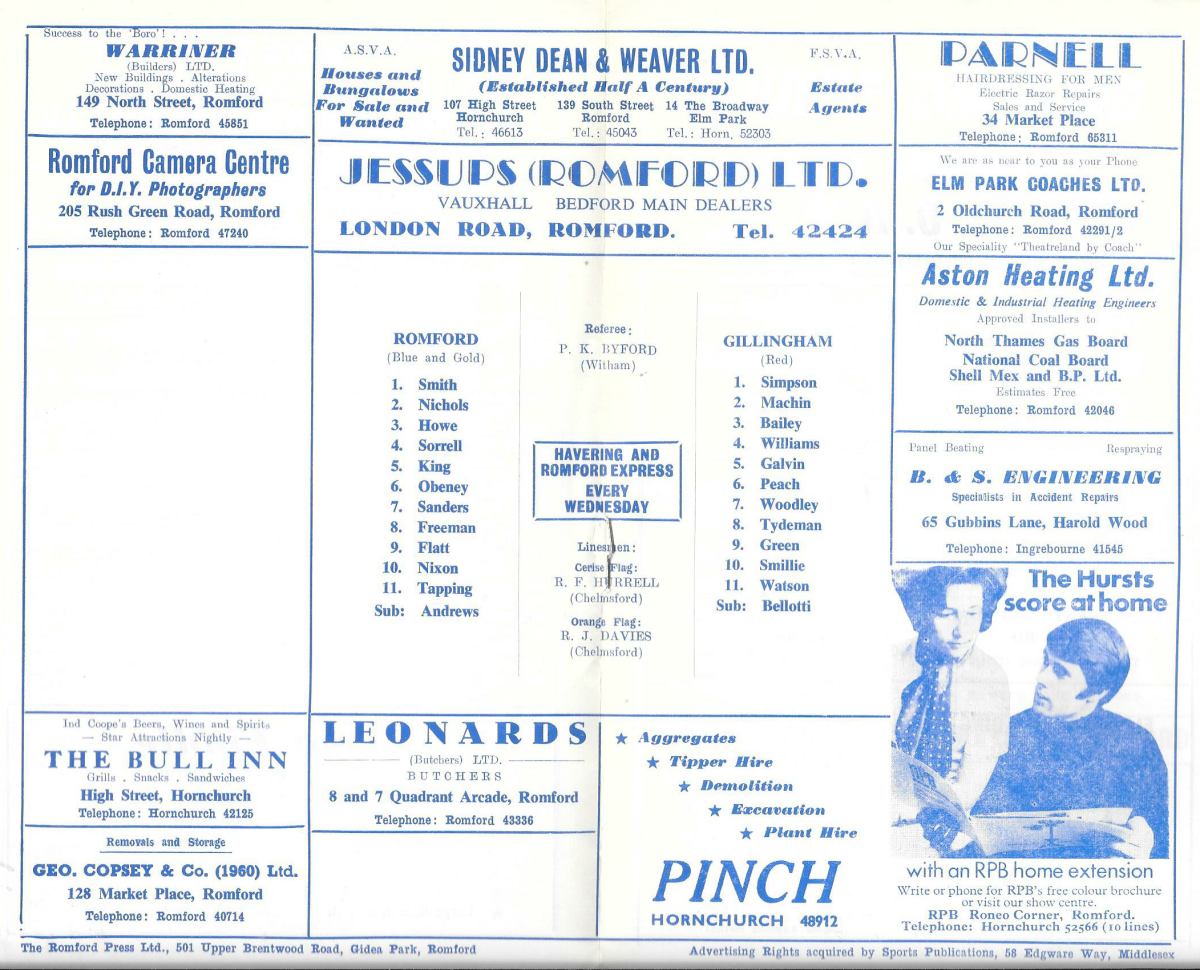 Success to the 'Boro'! . . .
WARRINER
(Builders) LTD.
New Buildings . Alterations
Decorations . Domestic Heating
149 North Street, Romford
Telephone: Romford 45851
Romford Camera Centre
for D.I.Y. Photographers
205 Rush Green Road, Romford
Telephone: Romford 47240
A.S.V.A.
Houses and
Bungalows
For Sale and
Wanted
SIDNEY DEAN & WEAVER LTD.
(Established Half A Century)
107 High Street 139 South Street 14 The Broadway
Hornchurch Romford Elm Park
Tel.: 46613 Tel.: 45043 Tel.: Horn. 52303
F.S.V.A.
Estate
Agents
JESSUPS (ROMFORD) LTD.
VAUXHALL BEDFORD MAIN DEALERS
LONDON ROAD, ROMFORD. Tel. 42424
PARNELL
HAIRDRESSING FOR MEN
Electric Razor Repairs
Sales and Service
34 Market Place
Telephone: Romford 65311
We are as near to you as your Phone
ELM PARK COACHES LTD.
2 Oldchurch Road, Romford
Telephone: Romford 42291/2
Our Speciality "Theatreland by Coach"
Aston Heating Ltd.
Domestic & Industrial Heating Engineers
Approved Installers to
North Thames Gas Board
National Coal Board
Shell Mex and B.P. Ltd.
Estimates Free
Telephone: Romford 42046
Panel Beating Respraying
B. & S. ENGINEERING
Specialists in Accident Repairs
65 Gubbins Lane, Harold Wood
Telephone: Ingrebourne 41545
ROMFORD
(Blue and Gold)
1. Smith
2. Nichols
3. Howe
4. Sorrell
5. King
6. Obeney
7. Sanders
8. Freeman
9. Flatt
10. Nixon
11. Tapping
Sub: Andrews
Referee:
P. K. BYFORD
(Witham)
HAVERING AND
ROMFORD EXPRESS
EVERY
WEDNESDAY
Linesmen:
Cerise Flag:
R. F. HURRELL
(Chelmsford)
Orange Flag:
R. J. DAVIES
(Chelmsford)
GILLINGHAM
(Red)
1. Simpson
2. Machin
3. Bailey
4. Williams
5. Galvin
6. Peach
7. Woodley
8. Tydeman
9. Green
10. Smillie
11. Watson
Sub: Bellotti
The Hursts
score at home
with an RPB home extension
Write or phone for RPB's free colour brochure
or visit our show centre.
RPB Roneo Corner, Romford.
Telephone: Hornchurch 52566 (10 lines)
Ind Coope's Beers, Wines and Spirits
— Star Attractions Nightly —
THE BULL INN
Grills . Snacks . Sandwiches
High Street, Hornchurch
Telephone: Hornchurch 42125
Removals and Storage
GEO. COPSEY & Co. (1960) Ltd.
128 Market Place, Romford
Telephone: Romford 40714
LEONARDS
(Butchers) LTD.
BUTCHERS
8 and 7 Quadrant Arcade, Romford
Telephone: Romford 43336
★ Aggregates
★ Tipper Hire
★ Demolition
★ Excavation
★ Plant Hire
PINCH
HORNCHURCH 48912
The Romford Press Ltd., 501 Upper Brentwood Road, Gidea Park, Romford
Advertising Rights acquired by Sports Publications, 58 Edgware Way, Middlesex